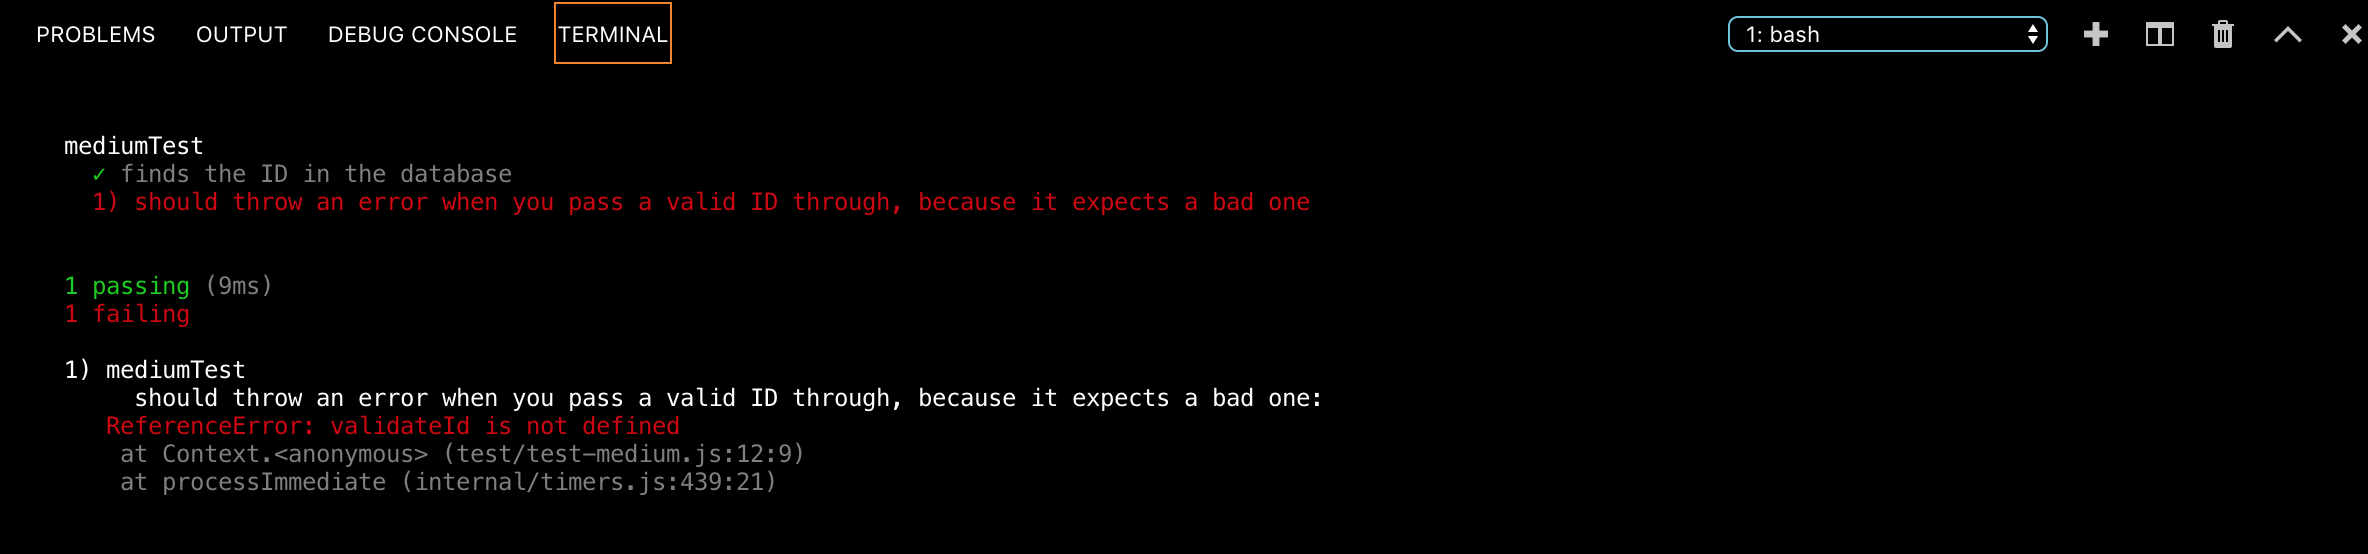 PROBLEMS OUTPUT DEBUG CONSOLE TERMINAL 1: bash
mediumTest
✓ finds the ID in the database
1) should throw an error when you pass a valid ID through, because it expects a bad one
1 passing (9ms)
1 failing
1) mediumTest
should throw an error when you pass a valid ID through, because it expects a bad one:
ReferenceError: validateId is not defined
at Context.<anonymous> (test/test-medium.js:12:9)
at processImmediate (internal/timers.js:439:21)